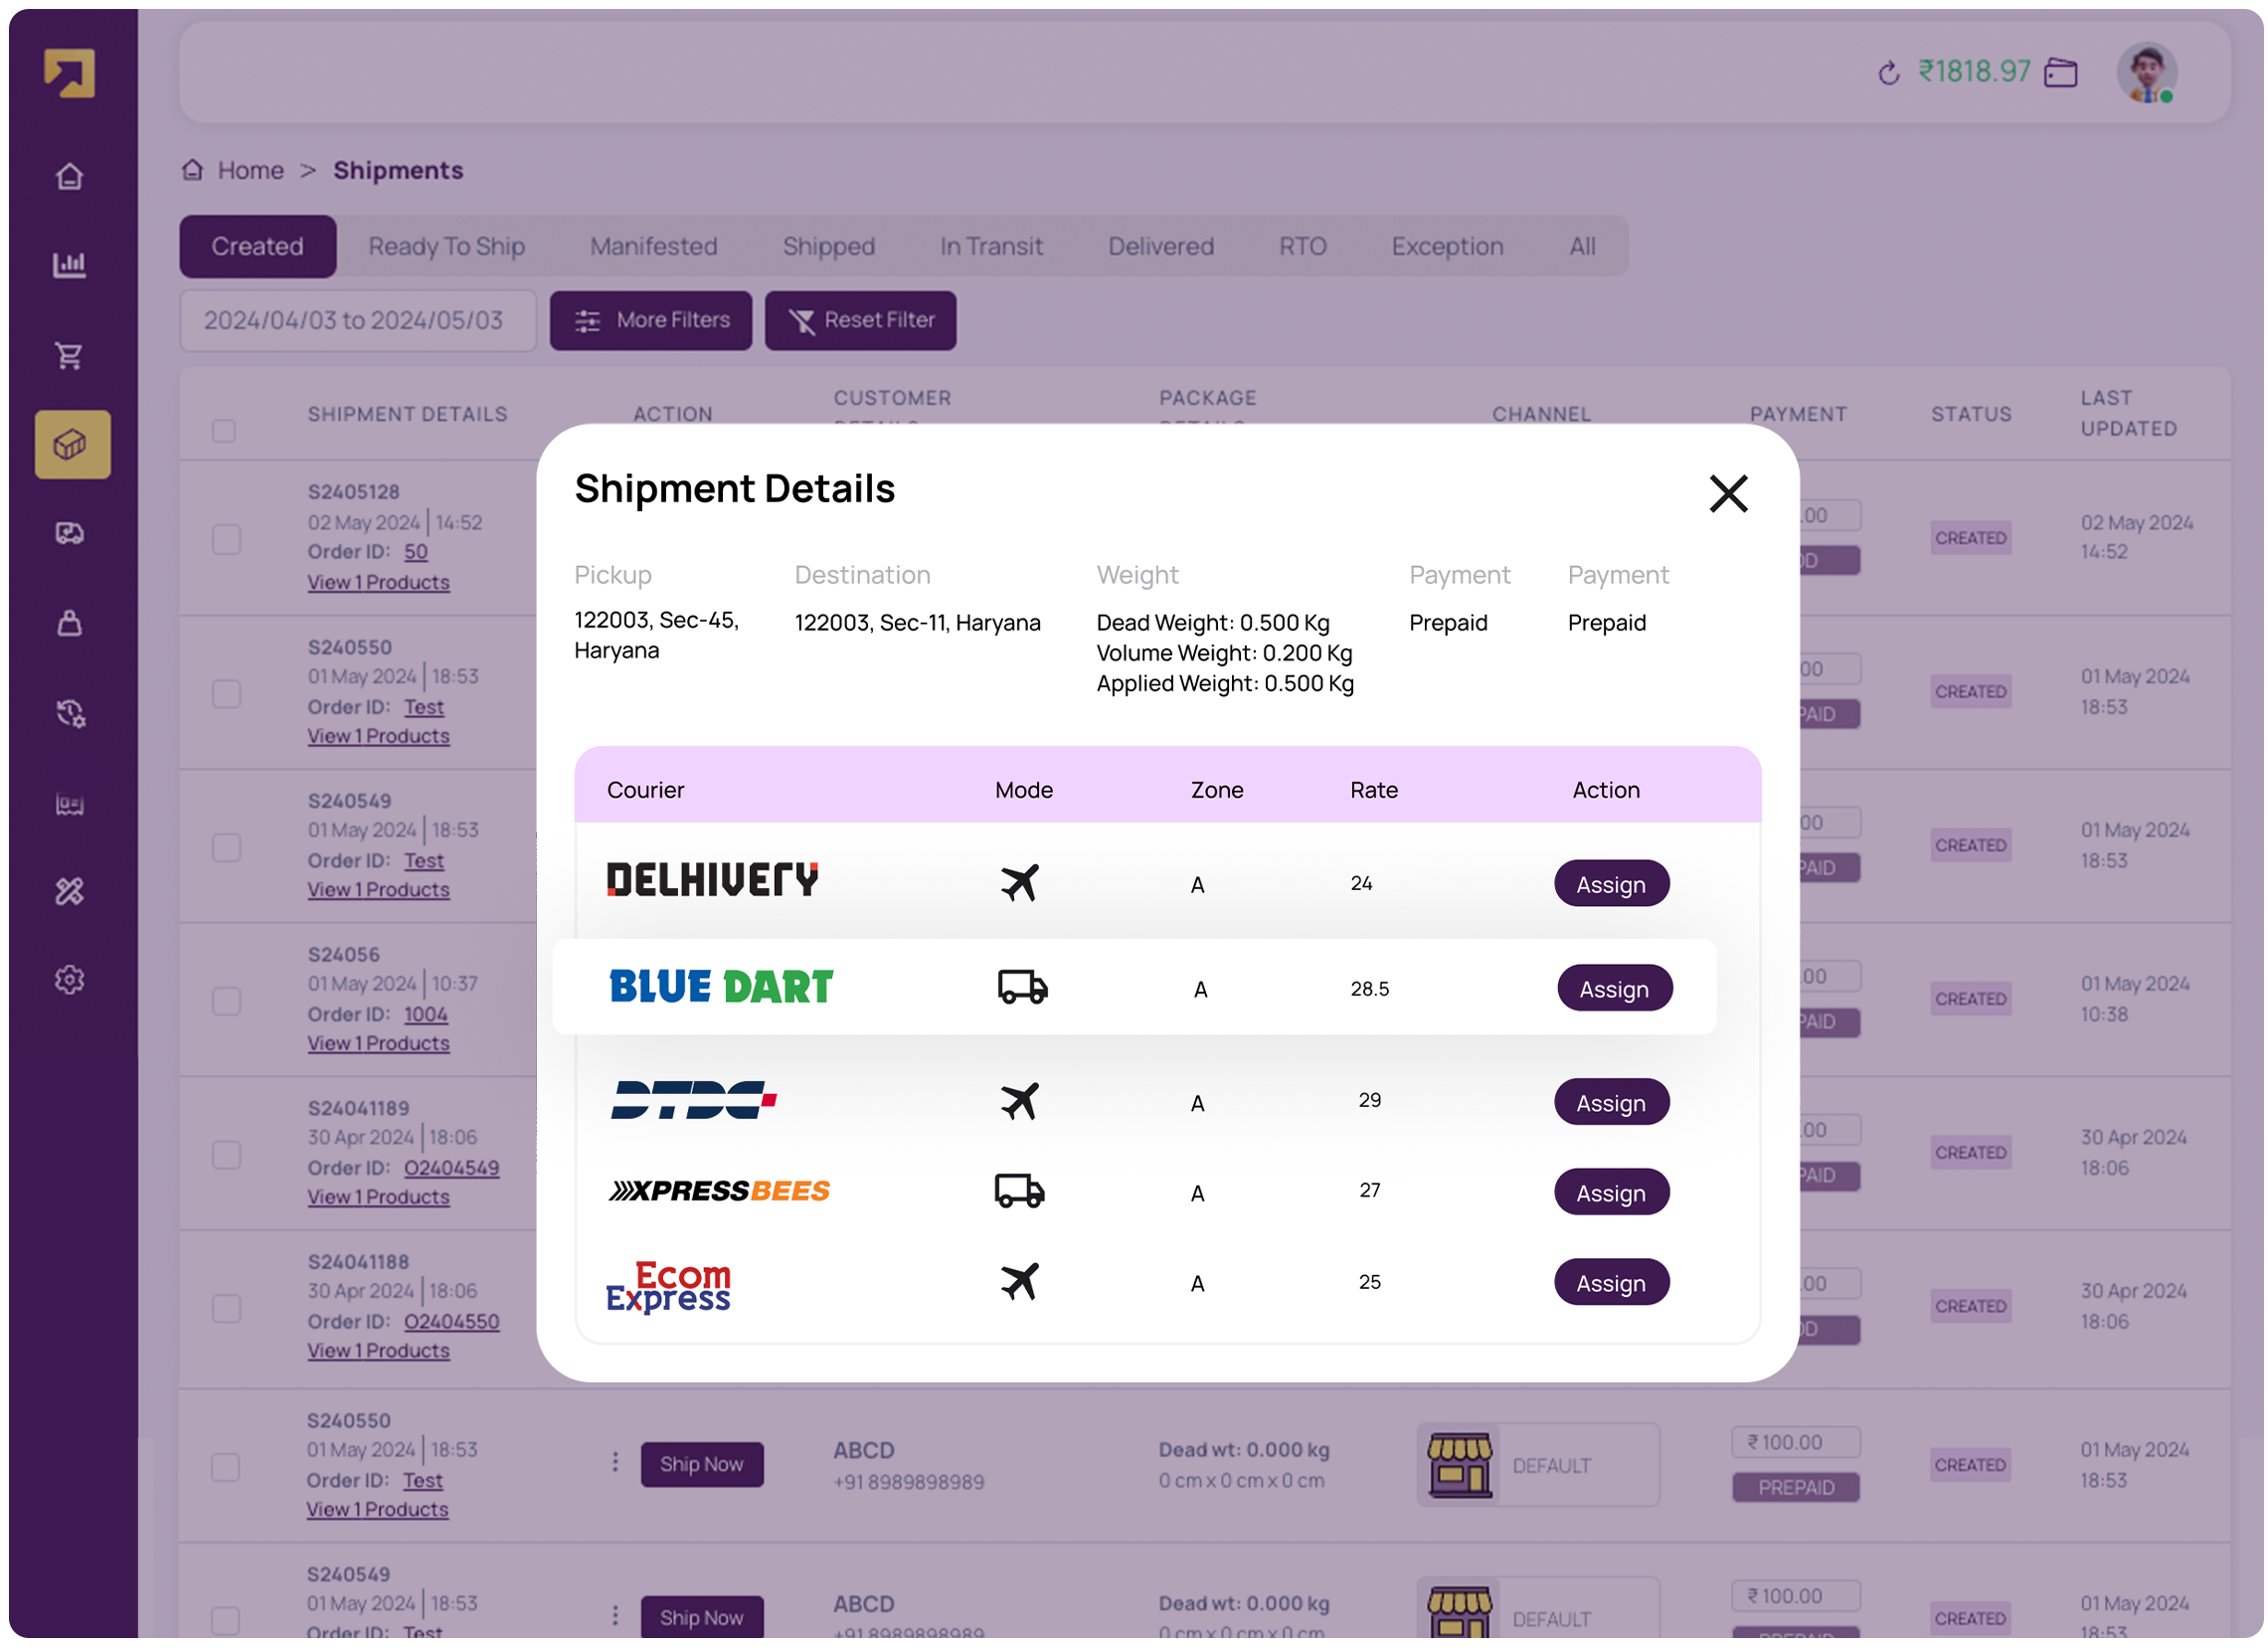 ₹1818.97
Home > Shipments
Created Ready To Ship Manifested Shipped In Transit Delivered RTO Exception All
2024/04/03 to 2024/05/03 More Filters Reset Filter
SHIPMENT DETAILS ACTION CUSTOMER PACKAGE CHANNEL PAYMENT STATUS LAST UPDATED
S2405128
02 May 2024 | 14:52
Order ID: 50
View 1 Products
CREATED
02 May 2024
14:52
S240550
01 May 2024 | 18:53
Order ID: Test
View 1 Products
CREATED
01 May 2024
18:53
S240549
01 May 2024 | 18:53
Order ID: Test
View 1 Products
CREATED
01 May 2024
18:53
S24056
01 May 2024 | 10:37
Order ID: 1004
View 1 Products
CREATED
01 May 2024
10:38
S24041189
30 Apr 2024 | 18:06
Order ID: O2404549
View 1 Products
CREATED
30 Apr 2024
18:06
S24041188
30 Apr 2024 | 18:06
Order ID: O2404550
View 1 Products
CREATED
30 Apr 2024
18:06
Shipment Details
Pickup Destination Weight Payment Payment
122003, Sec-45, Haryana
122003, Sec-11, Haryana
Dead Weight: 0.500 Kg
Volume Weight: 0.200 Kg
Applied Weight: 0.500 Kg
Prepaid Prepaid
Courier Mode Zone Rate Action
DELHIVERY A 24 Assign
BLUE DART A 28.5 Assign
DTDC A 29 Assign
XPRESSBEES A 27 Assign
Ecom Express A 25 Assign
S240550
01 May 2024 | 18:53
Order ID: Test
View 1 Products
Ship Now
ABCD
+91 8989898989
Dead wt: 0.000 kg
0 cm x 0 cm x 0 cm
DEFAULT
₹ 100.00
PREPAID
CREATED
01 May 2024
18:53
S240549
01 May 2024 | 18:53
Order ID: Test
Ship Now
ABCD
+91 8989898989
Dead wt: 0.000 kg
0 cm x 0 cm x 0 cm
DEFAULT
₹ 100.00
PREPAID
CREATED
01 May 2024
18:53